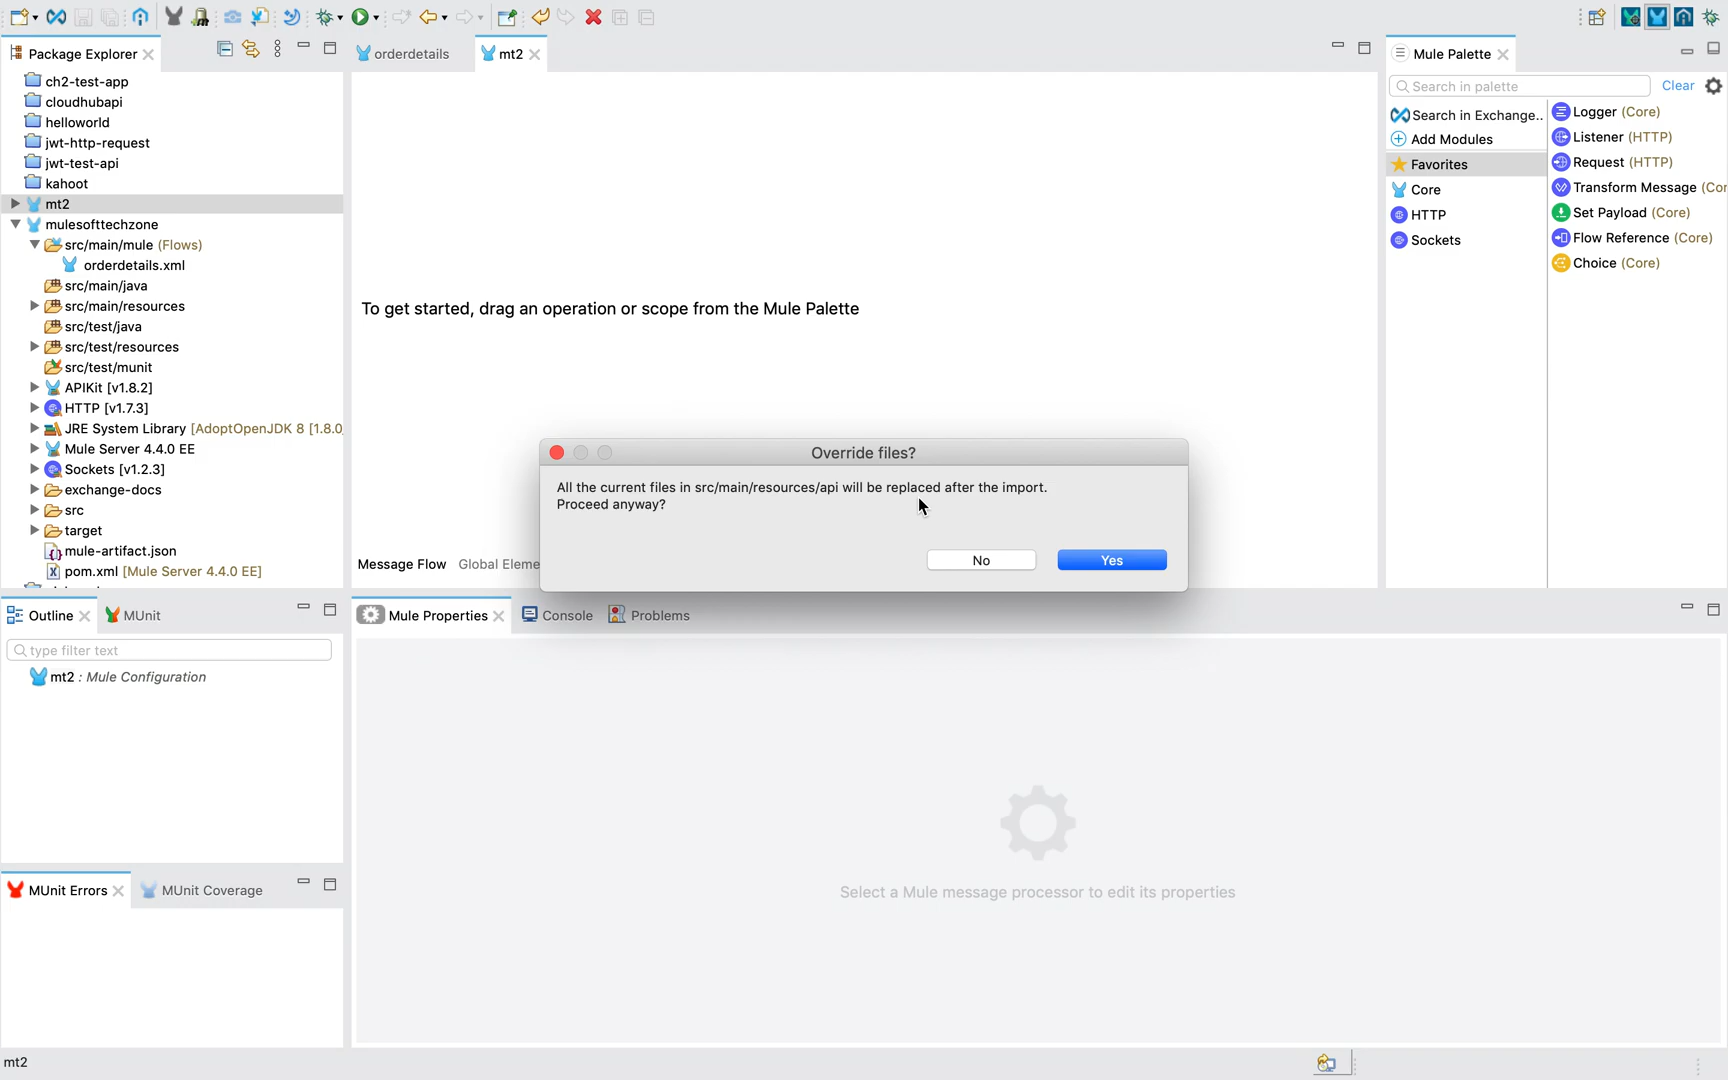 Package Explorer
ch2-test-app
cloudhubapi
helloworld
jwt-http-request
jwt-test-api
kahoot
mt2
mulesofttechzone
src/main/mule (Flows)
orderdetails.xml
src/main/java
src/main/resources
src/test/java
src/test/resources
src/test/munit
APIKit [v1.8.2]
HTTP [v1.7.3]
JRE System Library [AdoptOpenJDK 8 [1.8.0
Mule Server 4.4.0 EE
Sockets [v1.2.3]
exchange-docs
src
target
mule-artifact.json
pom.xml [Mule Server 4.4.0 EE]
orderdetails
mt2
To get started, drag an operation or scope from the Mule Palette
Message Flow Global Eleme
Override files?
All the current files in src/main/resources/api will be replaced after the import.
Proceed anyway?
No
Yes
Mule Palette
Search in palette
Clear
Search in Exchange..
Add Modules
Favorites
Core
HTTP
Sockets
Logger (Core)
Listener (HTTP)
Request (HTTP)
Transform Message (Cor
Set Payload (Core)
Flow Reference (Core)
Choice (Core)
Outline
MUnit
type filter text
mt2 : Mule Configuration
MUnit Errors
MUnit Coverage
Mule Properties
Console
Problems
Select a Mule message processor to edit its properties
mt2